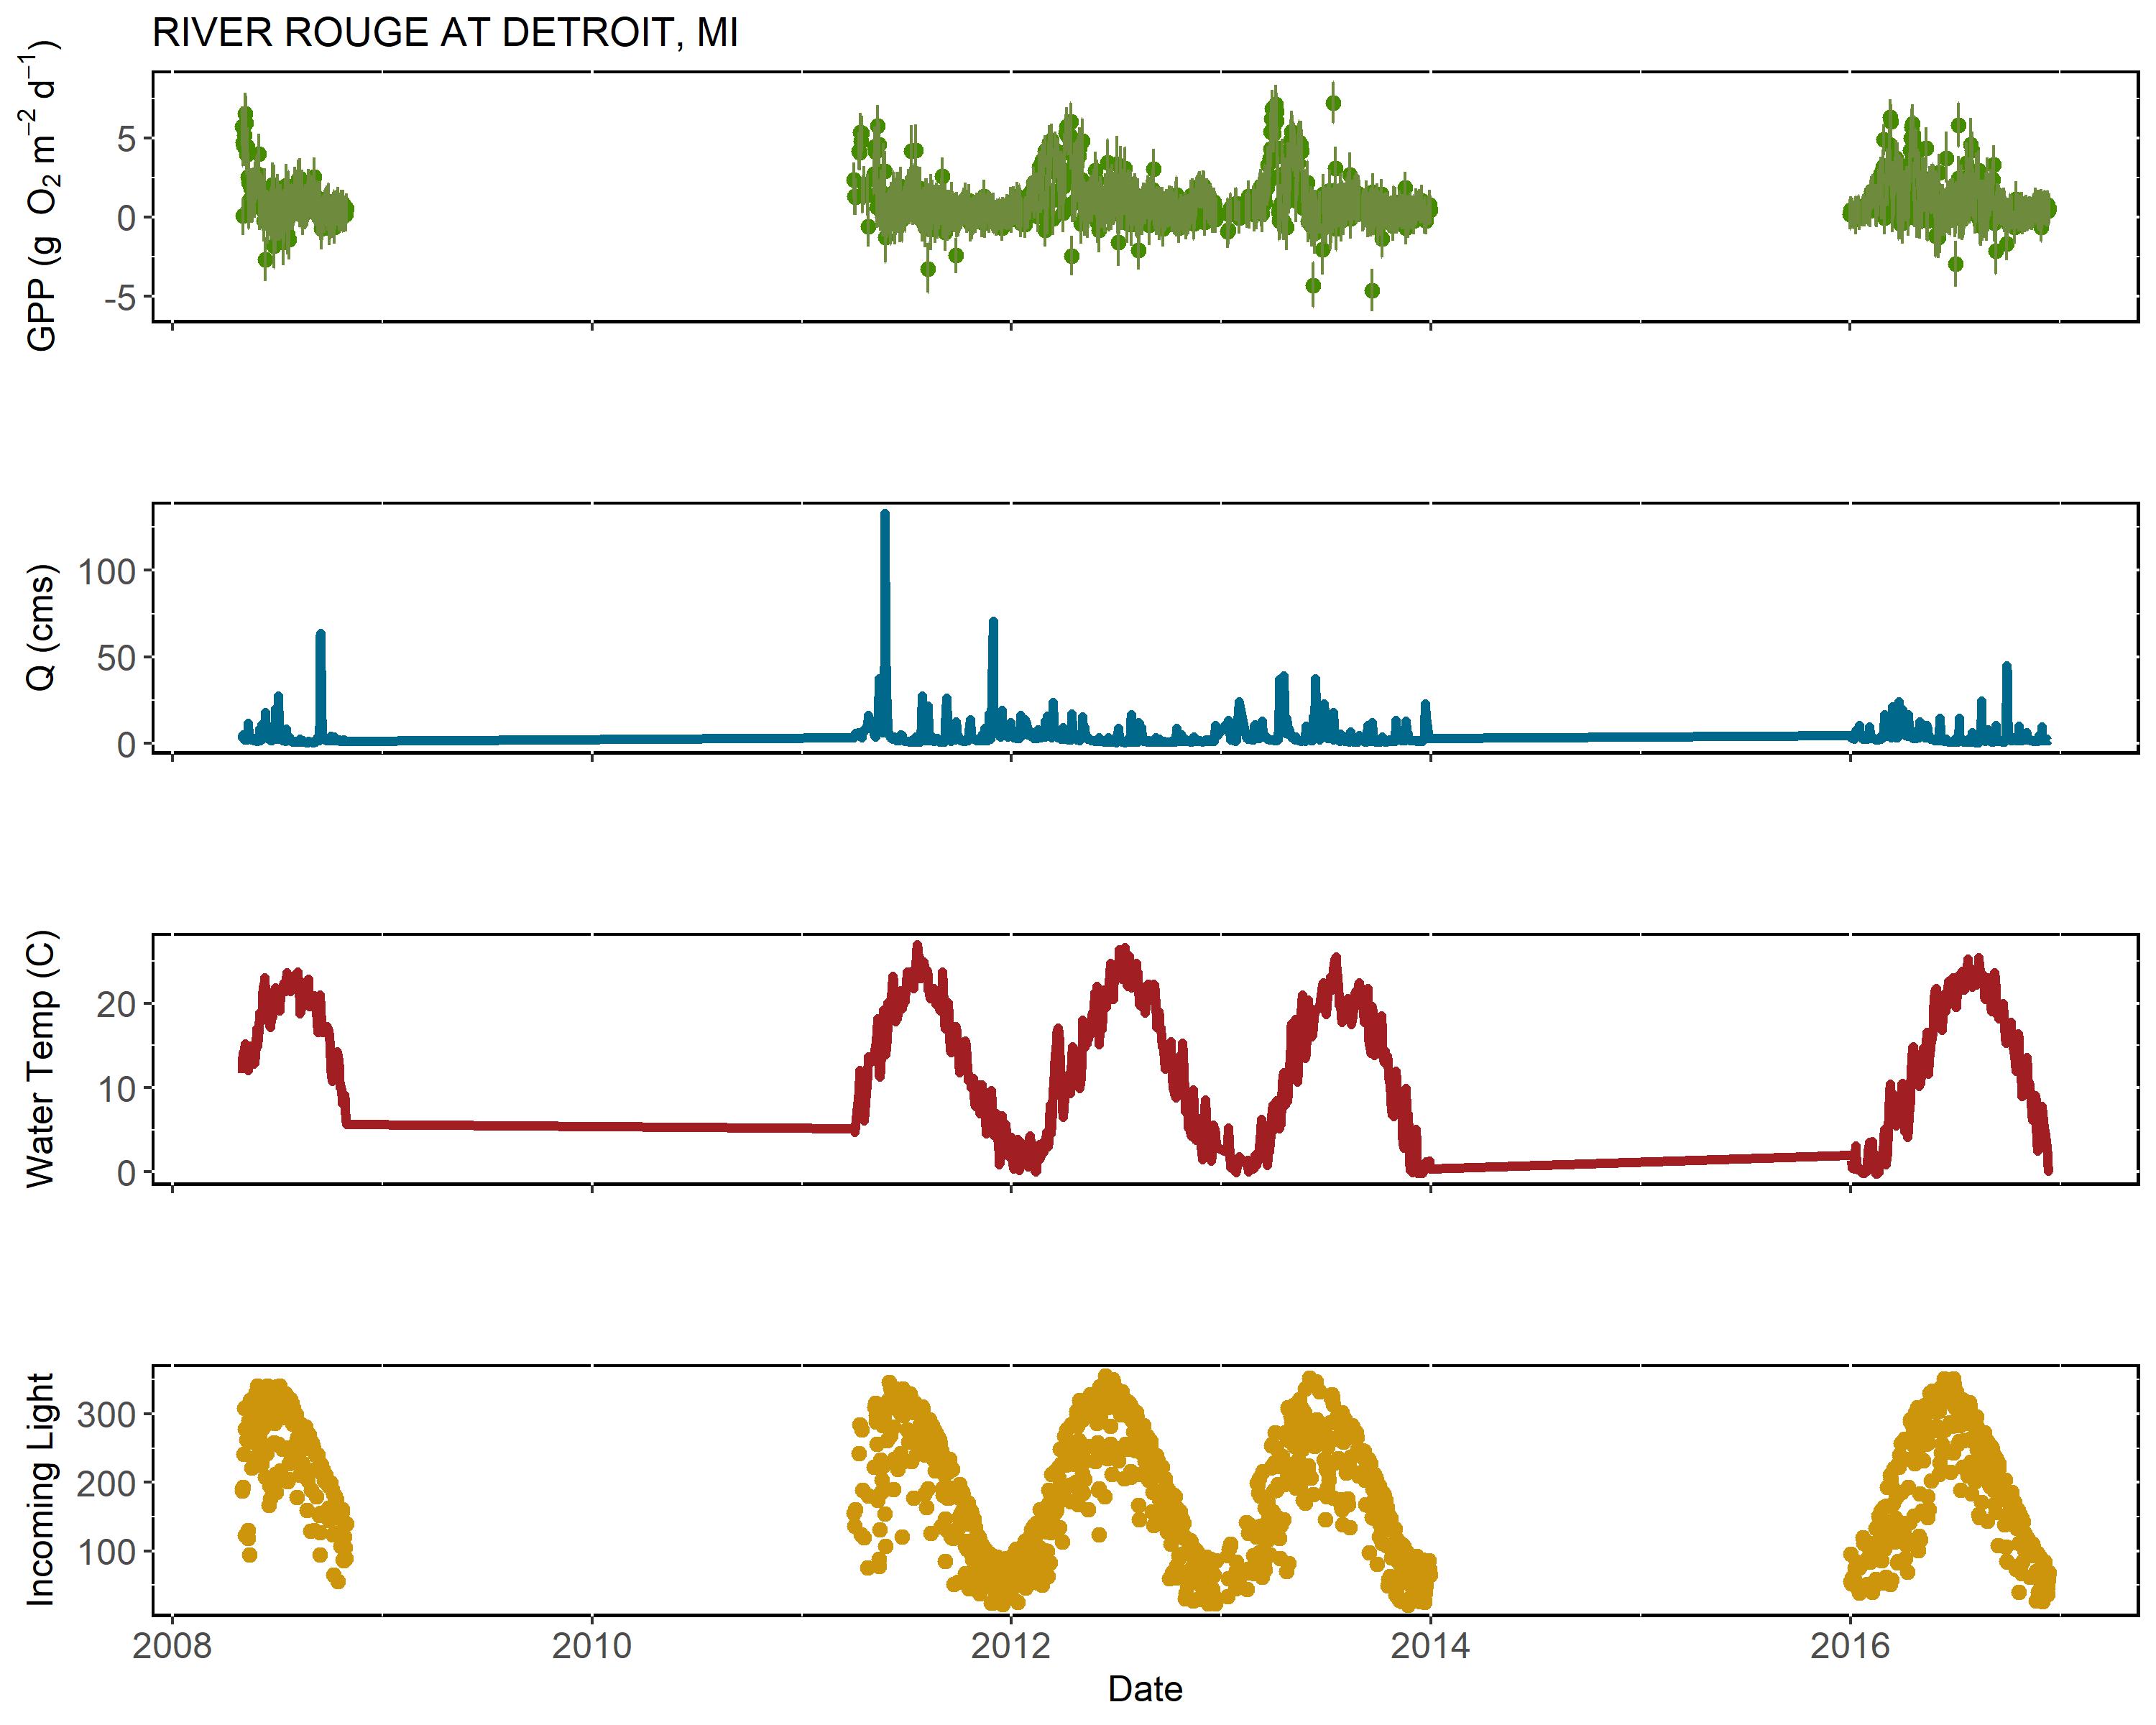 RIVER ROUGE AT DETROIT, MI
GPP (g O₂ m⁻² d⁻¹)
5
0
-5
Q (cms)
100
50
0
Water Temp (C)
20
10
0
Incoming Light
300
200
100
2008 2010 2012 2014 2016
Date